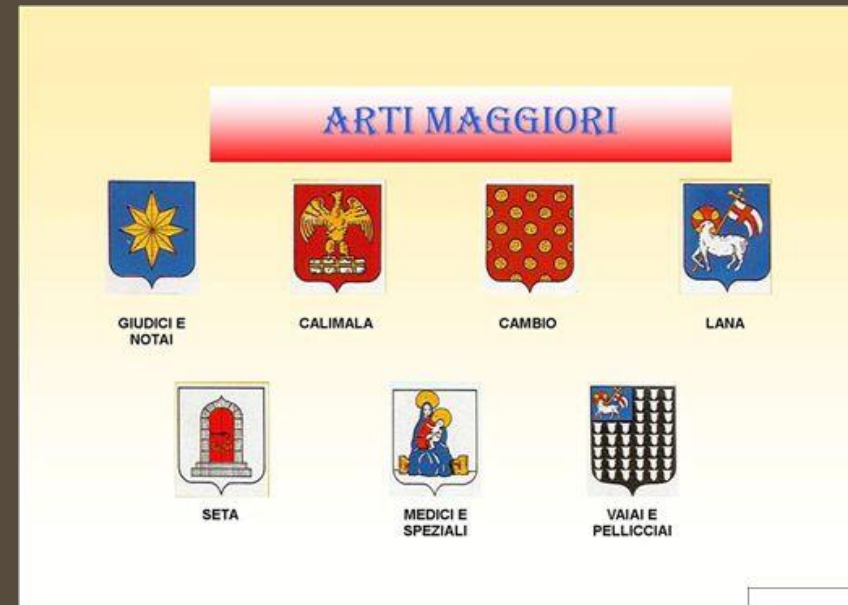 ARTI MAGGIORI
GIUDICI E
NOTAI
CALIMALA
CAMBIO
LANA
SETA
MEDICI E
SPEZIALI
VAIAI E
PELLICCIAI